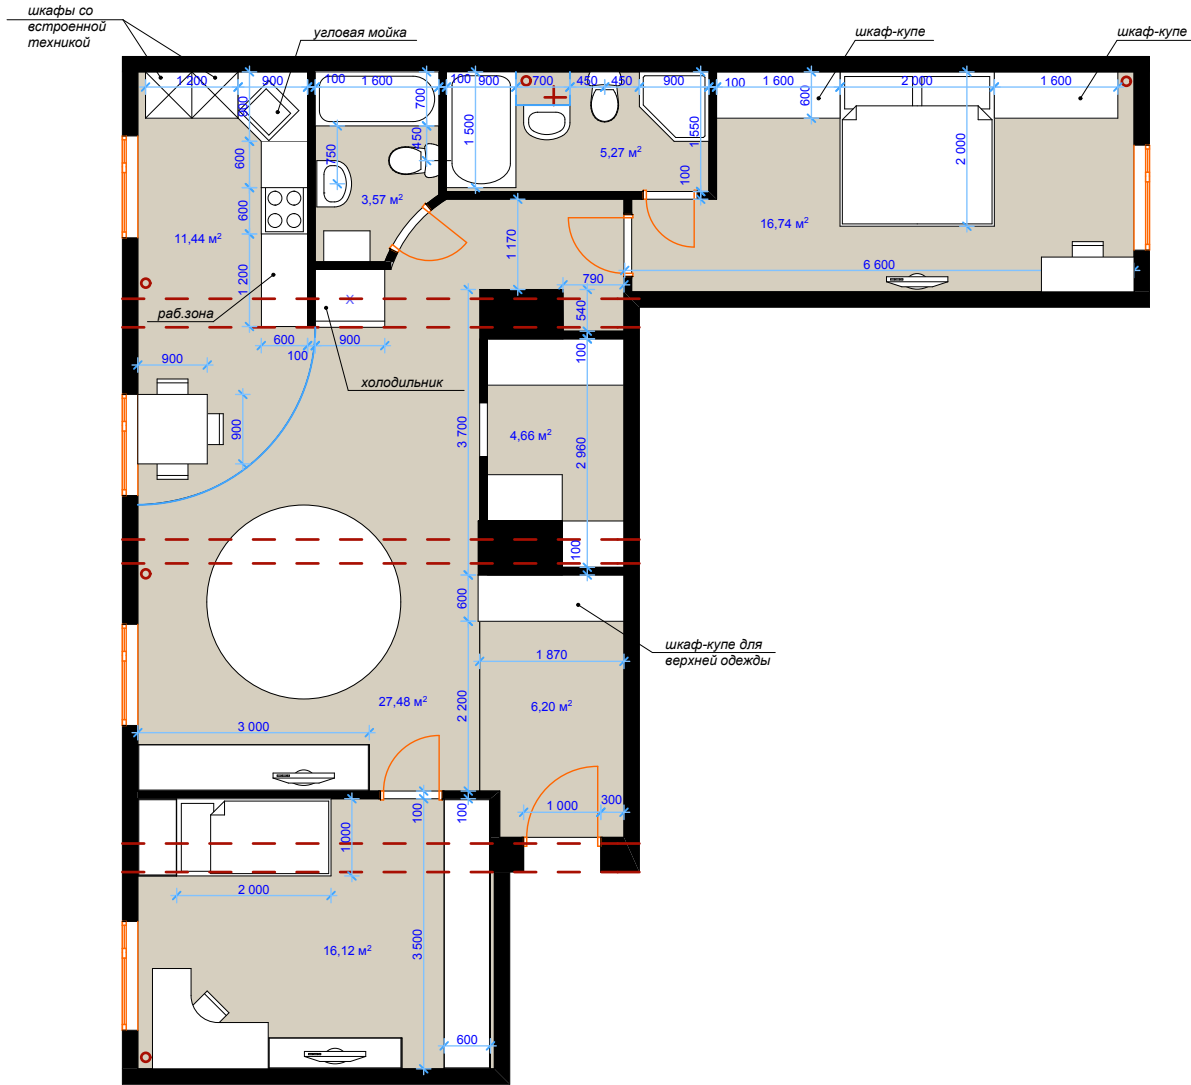 шкафы со
встроенной
техникой
угловая мойка
шкаф-купе
шкаф-купе
1 200
900
100
1 600
100
900
700
450
450
900
100
1 600
2 000
1 600
900
700
600
1 500
1 550
450
750
600
2 000
5,27 м²
100
3,57 м²
600
16,74 м²
11,44 м²
1 170
6 600
790
1 200
X
540
раб.зона
600
900
100
100
900
холодильник
900
3 700
4,66 м²
2 960
100
600
шкаф-купе для
верхней одежды
1 870
27,48 м²
2 200
6,20 м²
3 000
100
100
1 000
300
1 000
2 000
16,12 м²
3 500
600